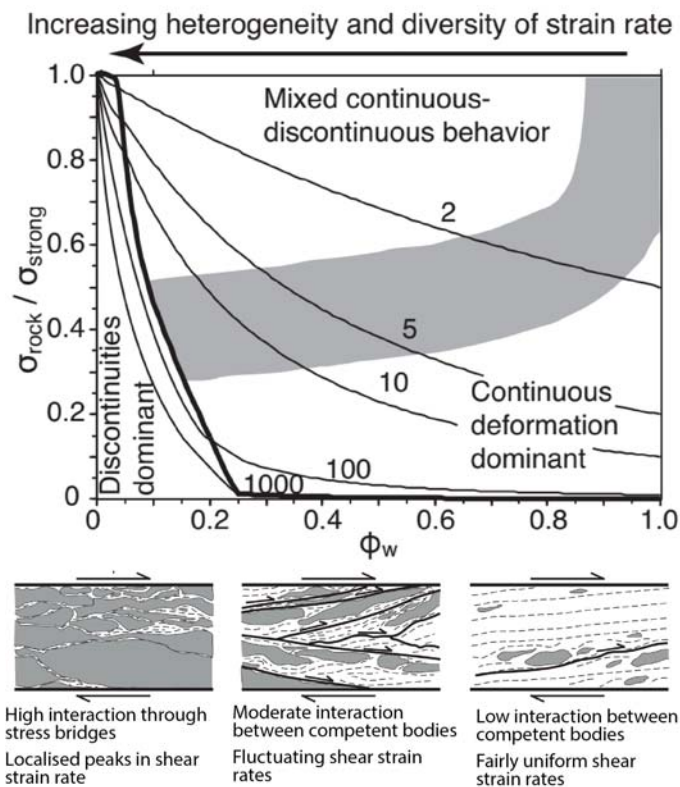 Increasing heterogeneity and diversity of strain rate
1.0
0.8
0.6
0.4
0.2
0
σrock / σstrong
Mixed continuous-
discontinuous behavior
2
5
10
100
1000
Continuous
deformation
dominant
Discontinuities
dominant
0
0.2
0.4
0.6
0.8
1.0
ϕw
High interaction through
stress bridges
Localised peaks in shear
strain rate
Moderate interaction
between competent bodies
Fluctuating shear strain
rates
Low interaction between
competent bodies
Fairly uniform shear
strain rates